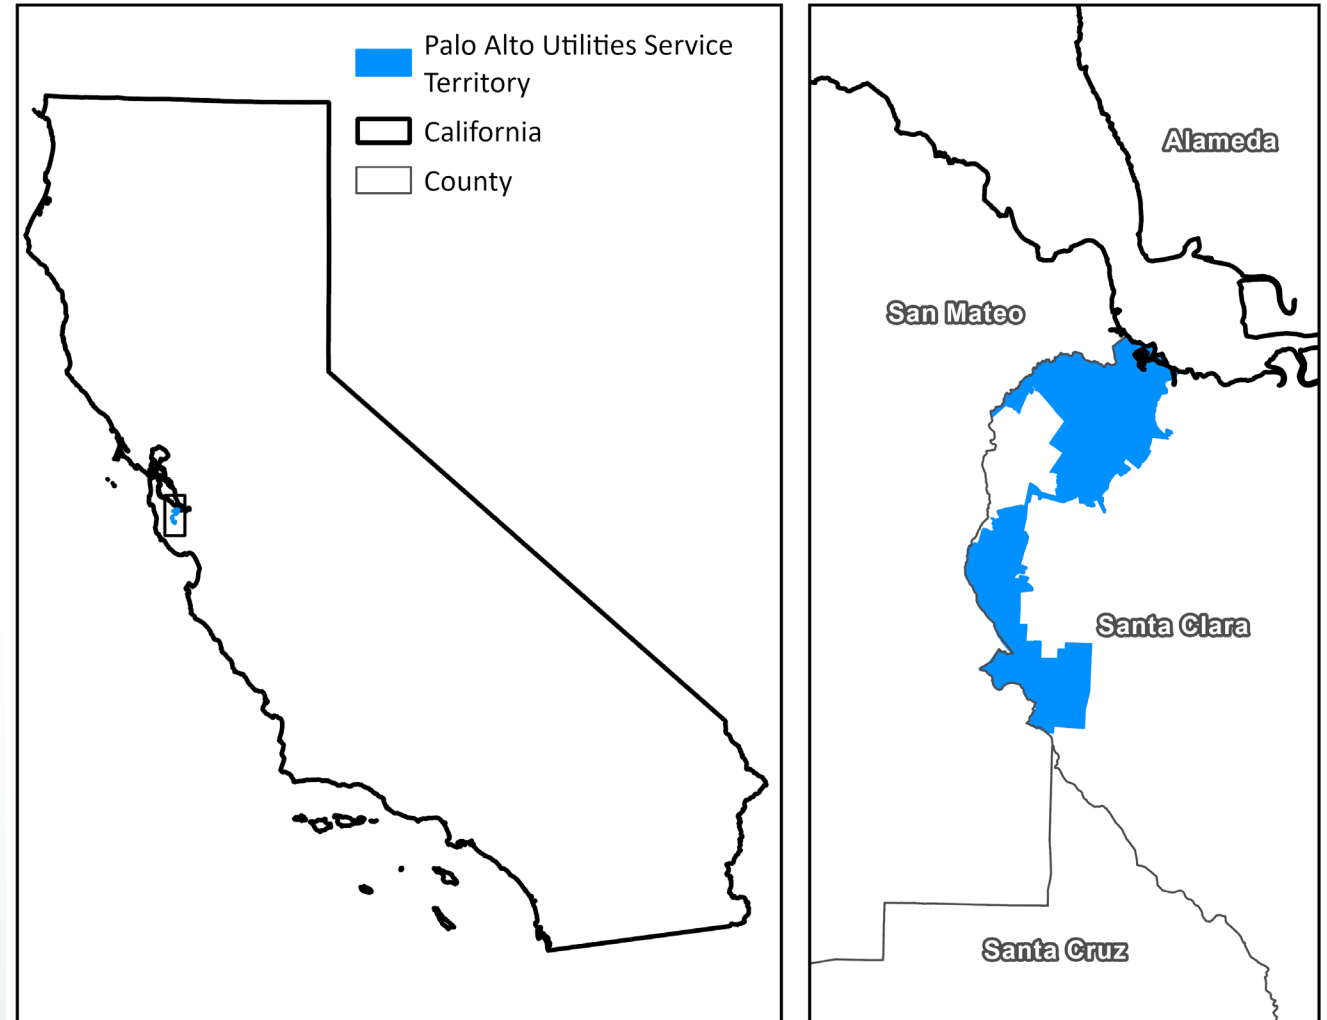 Palo Alto Utilities Service
Territory
California
County
Alameda
San Mateo
Santa Clara
Santa Cruz